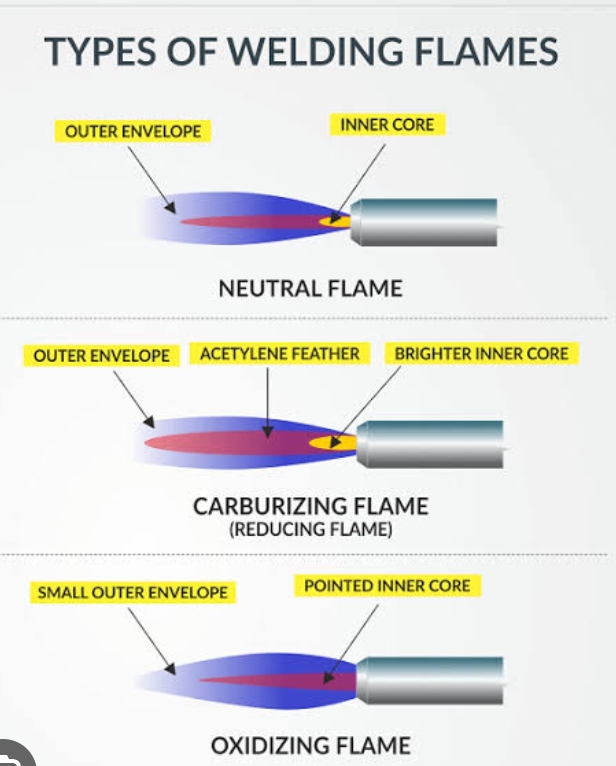 TYPES OF WELDING FLAMES
OUTER ENVELOPE
INNER CORE
NEUTRAL FLAME
OUTER ENVELOPE
ACETYLENE FEATHER
BRIGHTER INNER CORE
CARBURIZING FLAME
(REDUCING FLAME)
SMALL OUTER ENVELOPE
POINTED INNER CORE
OXIDIZING FLAME